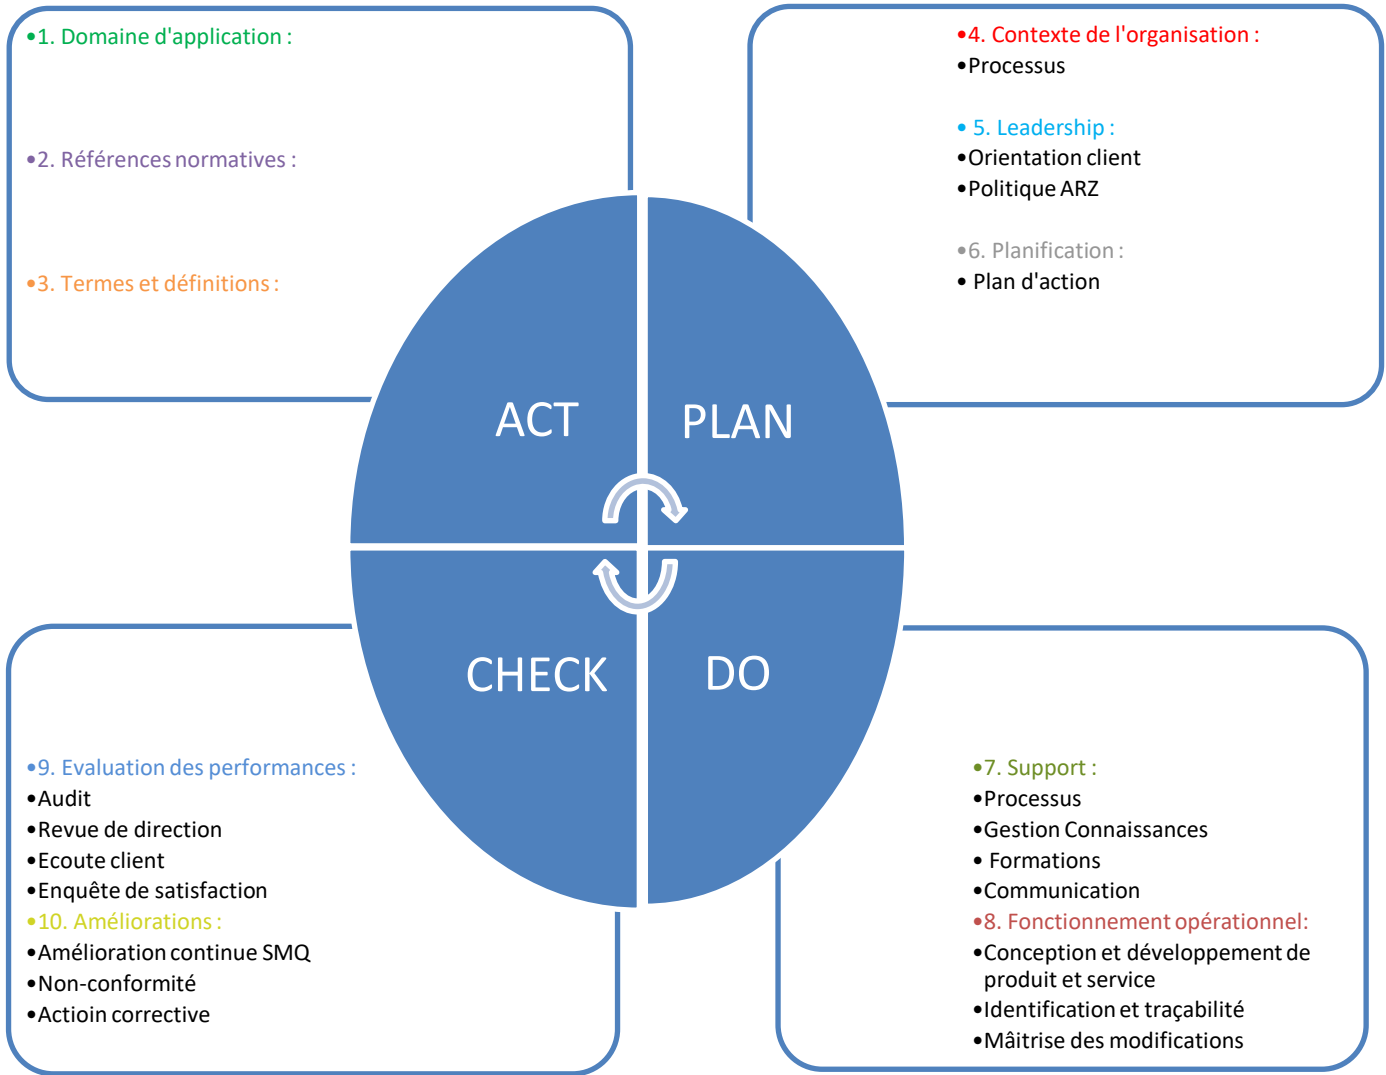 •1. Domaine d'application :
•2. Références normatives :
•3. Termes et définitions :
•4. Contexte de l'organisation :
•Processus
• 5. Leadership :
•Orientation client
•Politique ARZ
•6. Planification :
• Plan d'action
ACT
PLAN
CHECK
DO
•9. Evaluation des performances :
•Audit
•Revue de direction
•Ecoute client
•Enquête de satisfaction
•10. Améliorations :
•Amélioration continue SMQ
•Non-conformité
•Actioin corrective
•7. Support :
•Processus
•Gestion Connaissances
• Formations
•Communication
•8. Fonctionnement opérationnel:
•Conception et développement de
produit et service
•Identification et traçabilité
•Mâitrise des modifications